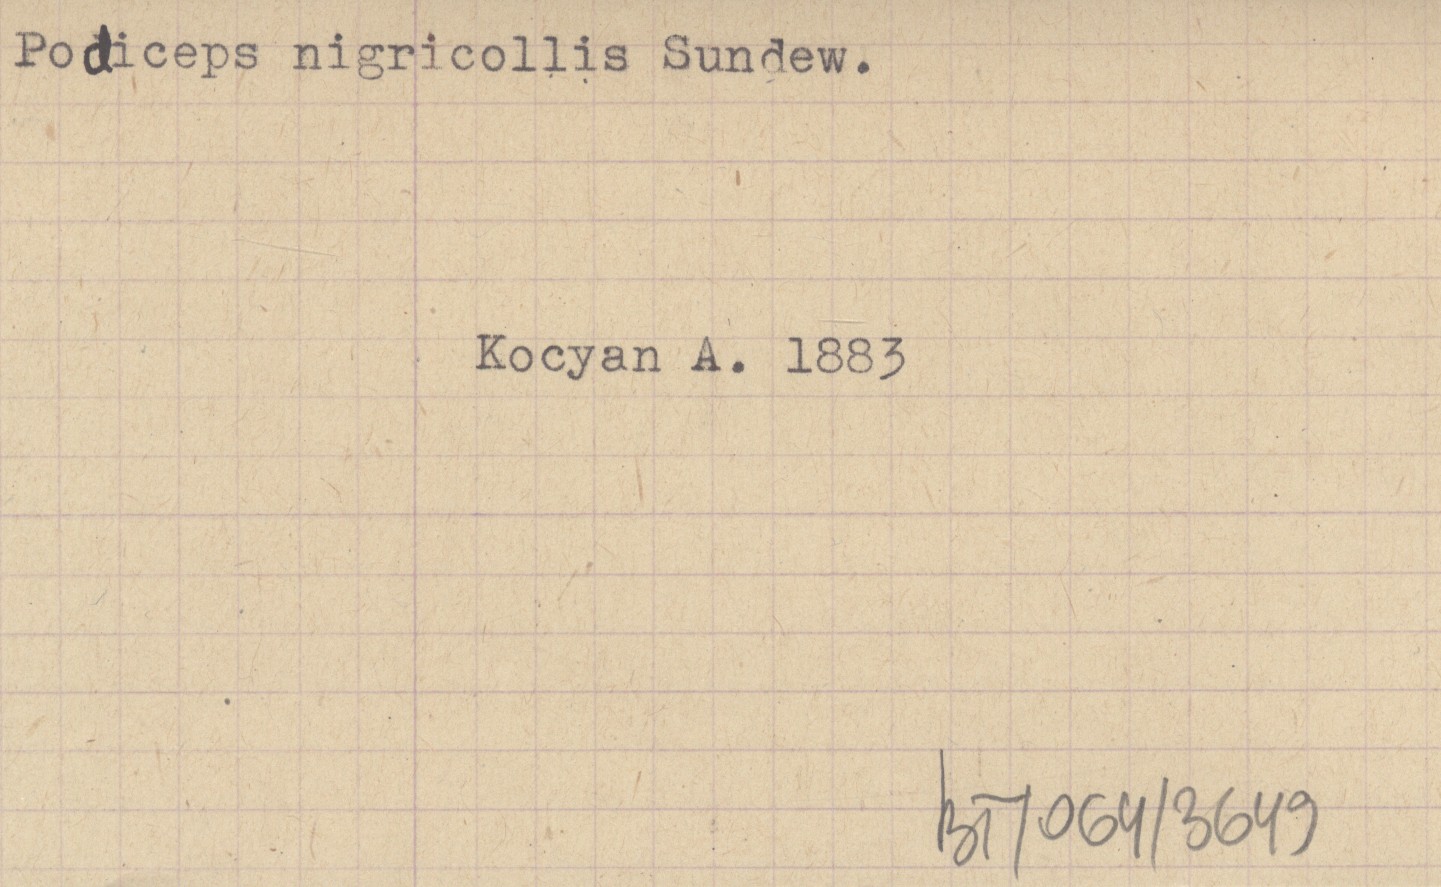 Podiceps nigricollis Sundew.
Kocyan A. 1883
BT/064/3649